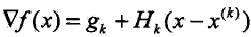 ∇f(x) = g_k + H_k(x − x^(k))